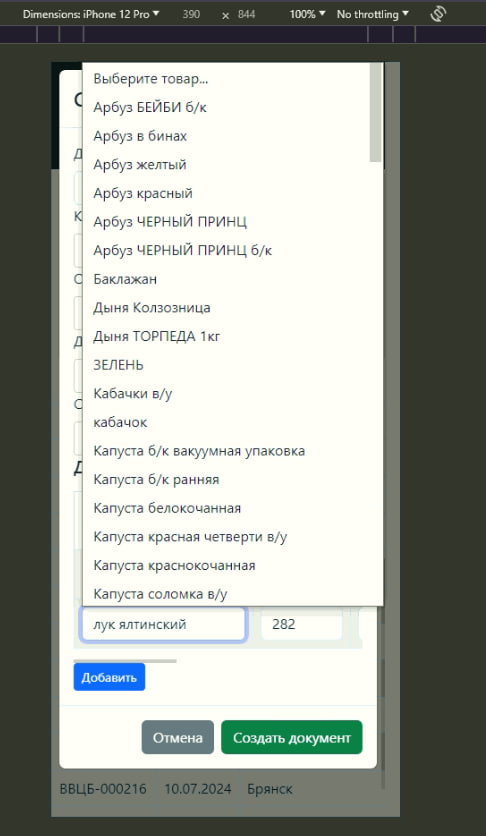 Dimensions: iPhone 12 Pro ▼ 390 x 844 100% ▼ No throttling ▼
Выберите товар...
Арбуз БЕЙБИ б/к
Арбуз в бинах
Арбуз желтый
Арбуз красный
Арбуз ЧЕРНЫЙ ПРИНЦ
Арбуз ЧЕРНЫЙ ПРИНЦ б/к
Баклажан
Дыня Колзозница
Дыня ТОРПЕДА 1кг
ЗЕЛЕНЬ
Кабачки в/у
кабачок
Капуста б/к вакуумная упаковка
Капуста б/к ранняя
Капуста белокочанная
Капуста красная четверти в/у
Капуста краснокочанная
Капуста соломка в/у
лук ялтинский 282
Добавить
Отмена Создать документ
ВВЦБ-000216 10.07.2024 Брянск